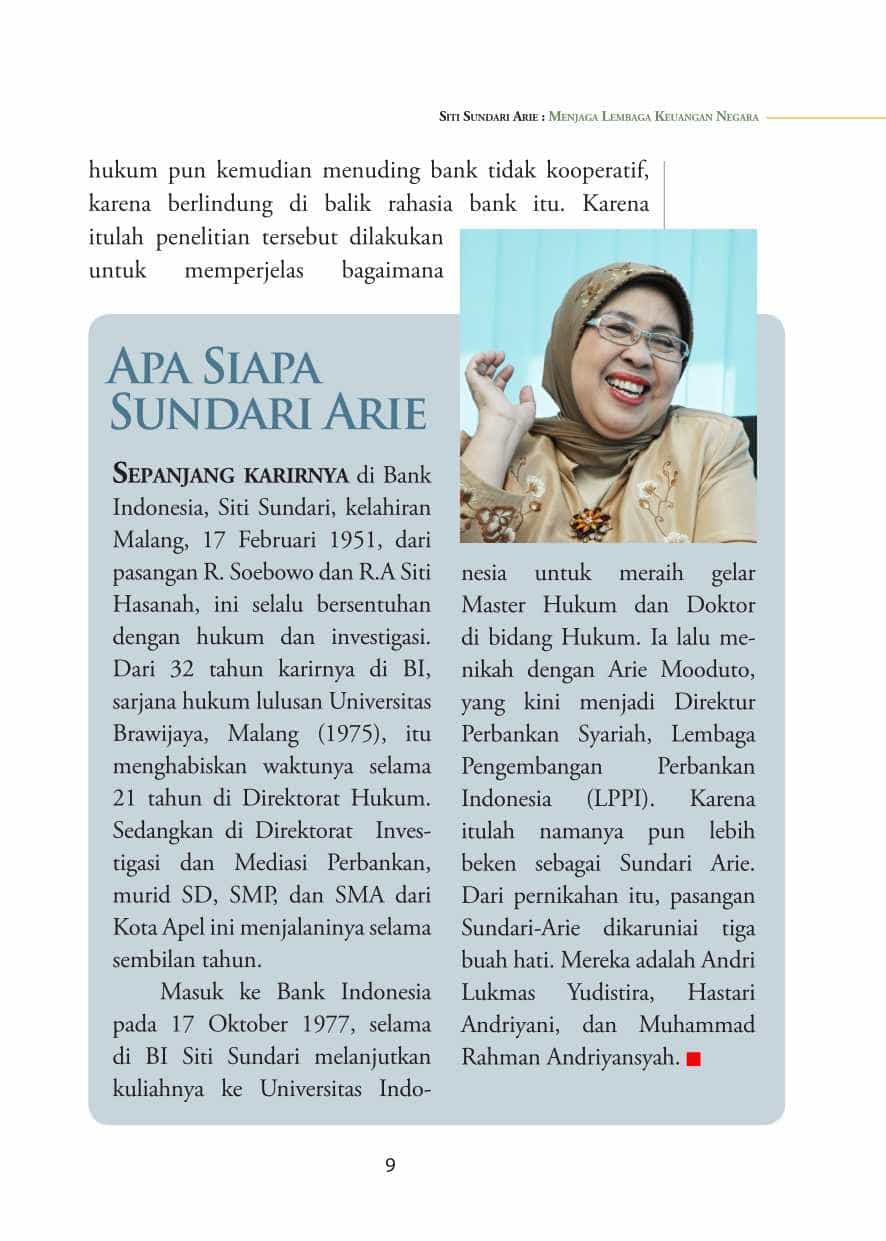 SITI SUNDARI ARIE : MENJAGA LEMBAGA KEUANGAN NEGARA
hukum pun kemudian menuding bank tidak kooperatif,
karena berlindung di balik rahasia bank itu. Karena
itulah penelitian tersebut dilakukan
untuk memperjelas bagaimana
APA SIAPA
SUNDARI ARIE
SEPANJANG KARIRNYA di Bank
Indonesia, Siti Sundari, kelahiran
Malang, 17 Februari 1951, dari
pasangan R. Soebowo dan R.A Siti
Hasanah, ini selalu bersentuhan
dengan hukum dan investigasi.
Dari 32 tahun karirnya di BI,
sarjana hukum lulusan Universitas
Brawijaya, Malang (1975), itu
menghabiskan waktunya selama
21 tahun di Direktorat Hukum.
Sedangkan di Direktorat Inves-
tigasi dan Mediasi Perbankan,
murid SD, SMP, dan SMA dari
Kota Apel ini menjalaninya selama
sembilan tahun.
Masuk ke Bank Indonesia
pada 17 Oktober 1977, selama
di BI Siti Sundari melanjutkan
kuliahnya ke Universitas Indo-
nesia untuk meraih gelar
Master Hukum dan Doktor
di bidang Hukum. Ia lalu me-
nikah dengan Arie Mooduto,
yang kini menjadi Direktur
Perbankan Syariah, Lembaga
Pengembangan Perbankan
Indonesia (LPPI). Karena
itulah namanya pun lebih
beken sebagai Sundari Arie.
Dari pernikahan itu, pasangan
Sundari-Arie dikaruniai tiga
buah hati. Mereka adalah Andri
Lukmas Yudistira, Hastari
Andriyani, dan Muhammad
Rahman Andriyansyah.
9